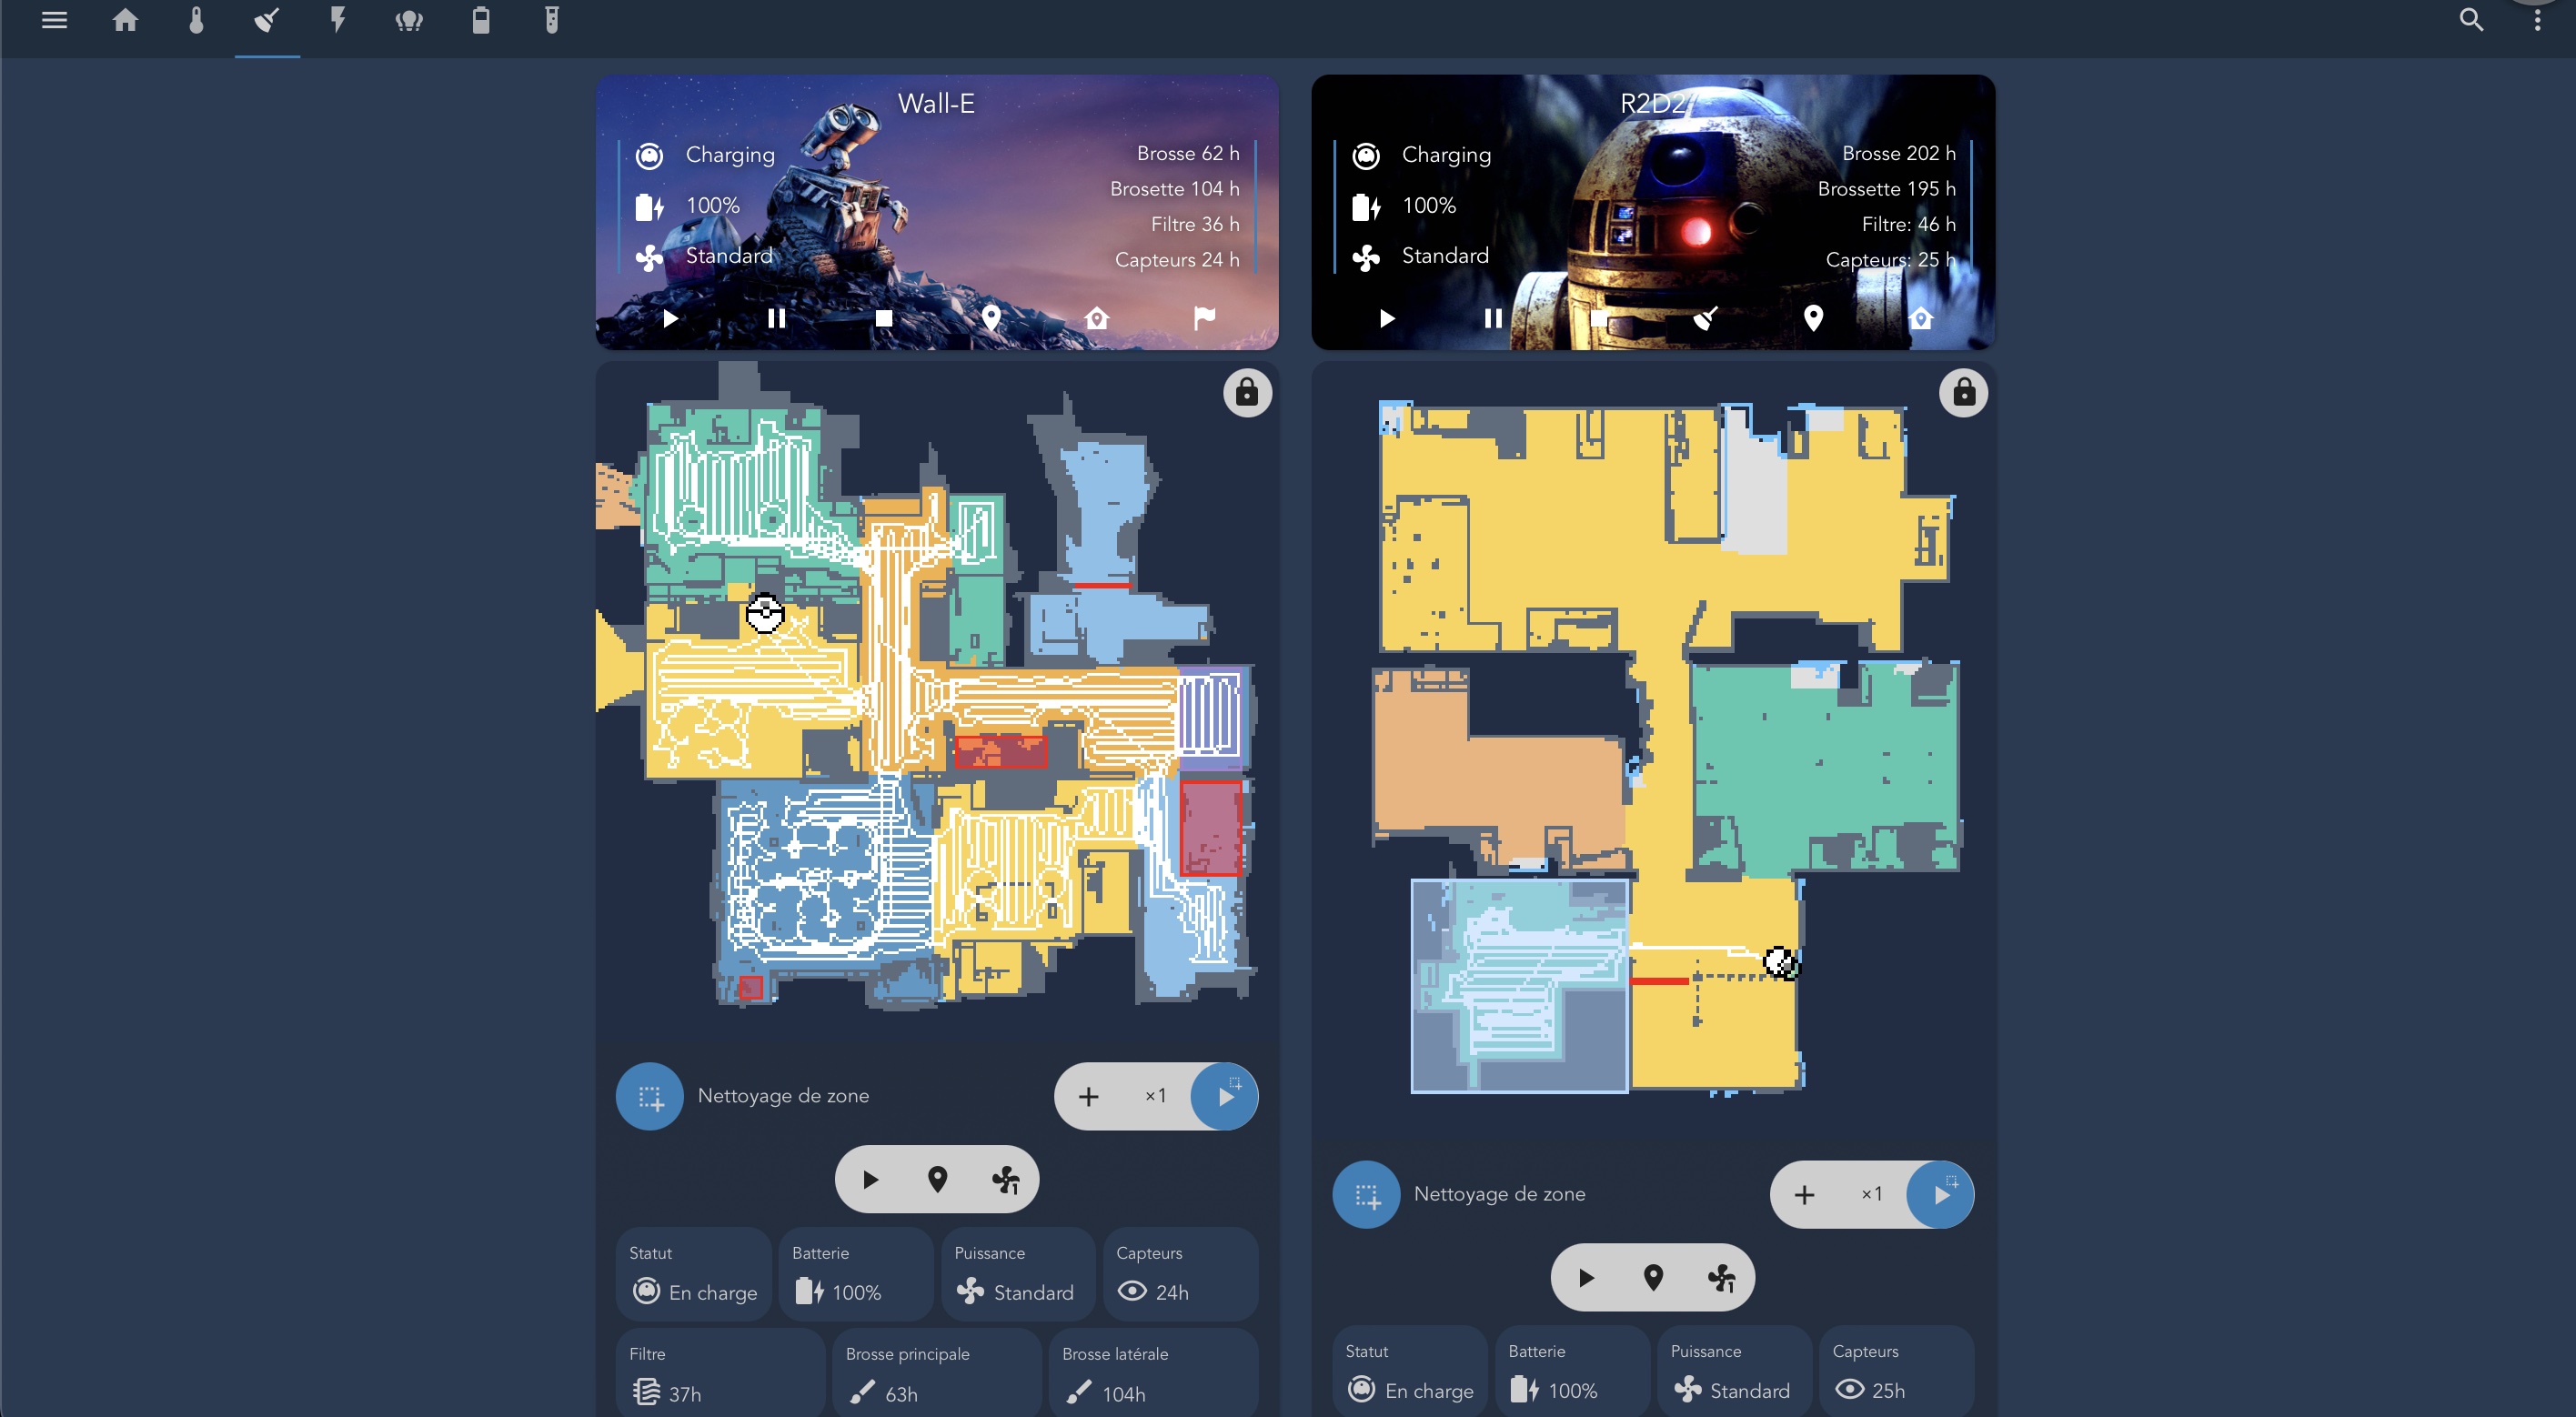 Wall-E
Charging
100%
Standard
Brosse 62 h
Brosette 104 h
Filtre 36 h
Capteurs 24 h
R2D2
Charging
100%
Standard
Brosse 202 h
Brossette 195 h
Filtre: 46 h
Capteurs: 25 h
Nettoyage de zone
×1
1
Statut
En charge
Batterie
100%
Puissance
Standard
Capteurs
24h
Filtre
37h
Brosse principale
63h
Brosse latérale
104h
Nettoyage de zone
×1
1
Statut
En charge
Batterie
100%
Puissance
Standard
Capteurs
25h